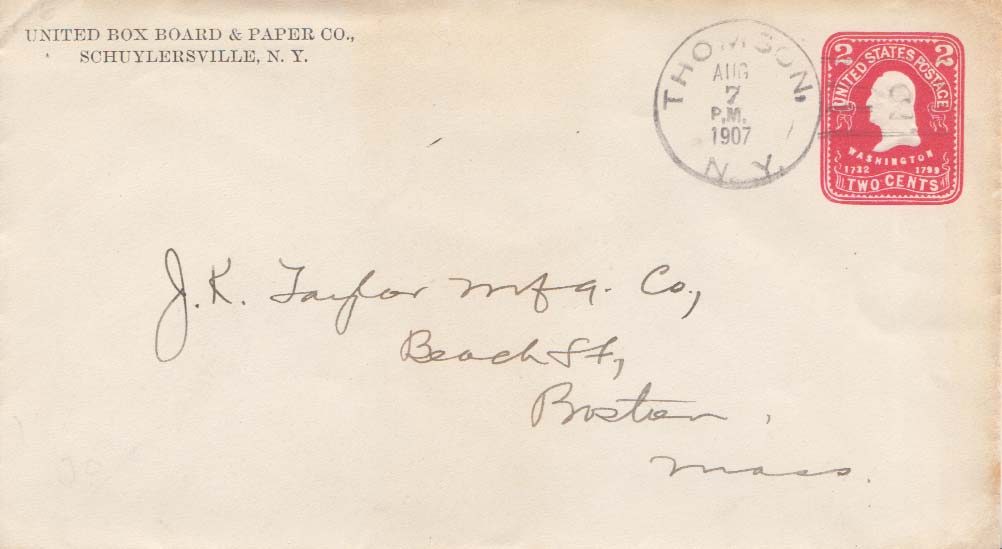 UNITED BOX BOARD & PAPER CO.,
SCHUYLERSVILLE, N. Y.
THOMSON,
AUG
7
P.M.
1907
N. Y.
2 2
UNITED STATES POSTAGE
WASHINGTON
1732 1799
TWO CENTS
J. K. Taylor Mfg. Co.,
Beach St,
Boston,
Mass.